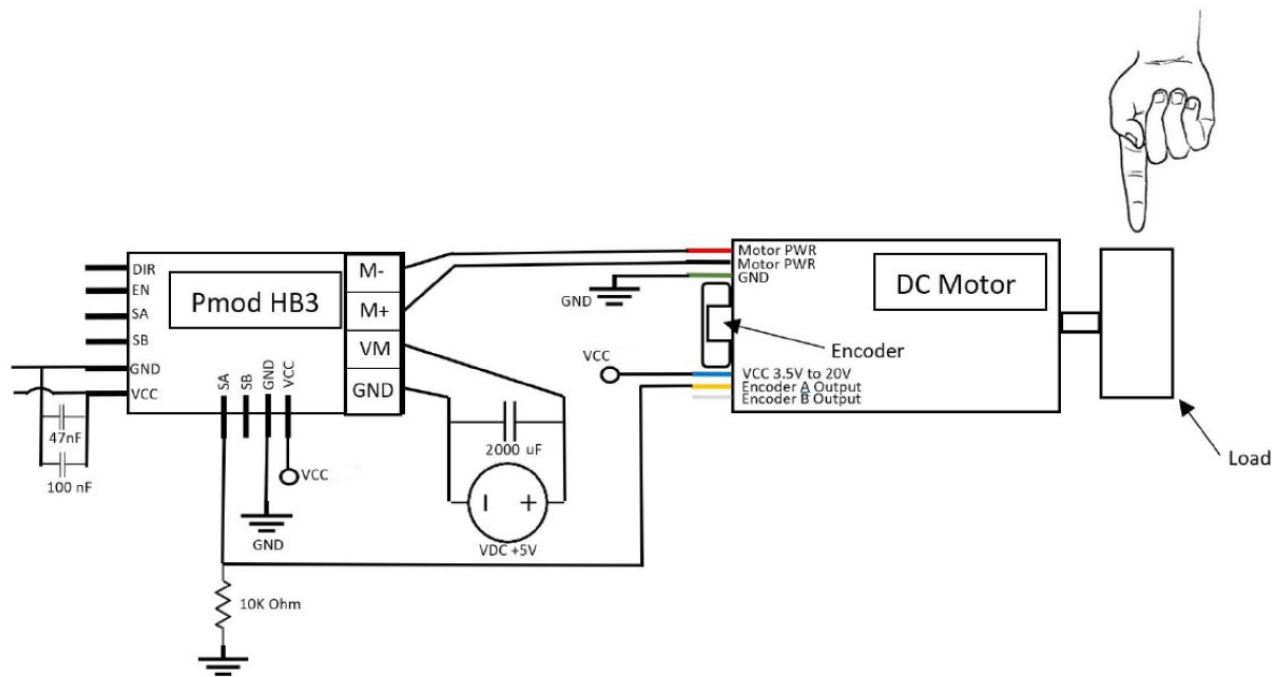 DIR
EN
SA
SB
GND
VCC
Pmod HB3
M-
M+
VM
GND
SA
SB
GND
VCC
47nF
100 nF
VCC
GND
10K Ohm
2000 uF
VDC +5V
Motor PWR
Motor PWR
GND
GND
DC Motor
Encoder
VCC
VCC 3.5V to 20V
Encoder A Output
Encoder B Output
Load